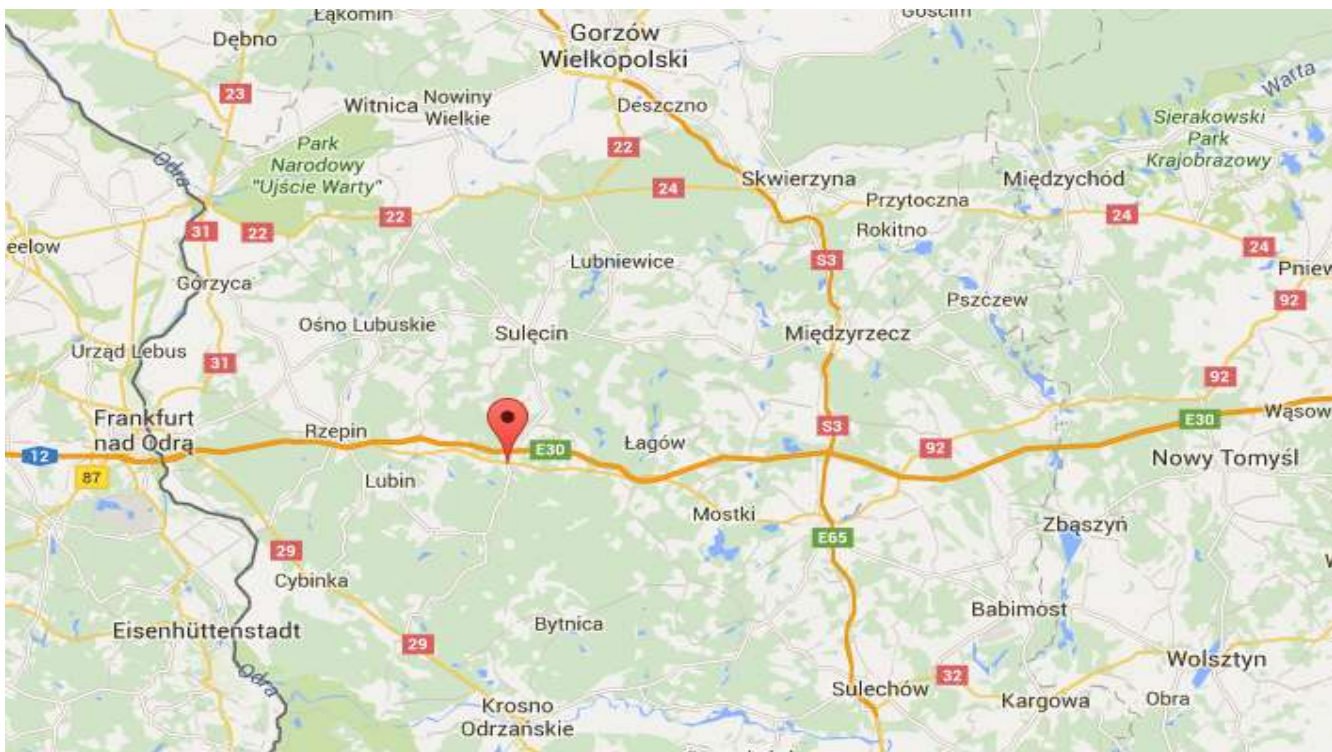 Łąkomin
Gościm
Dębno
Gorzów
Wielkopolski
Warta
23
Witnica
Nowiny
Wielkie
Deszczno
Sierakowski
Park
Krajobrazowy
Park
Narodowy
"Ujście Warty"
Odra
22
24
Skwierzyna
Międzychód
Przytoczna
22
31
22
24
24
eelow
Rokitno
Lubniewice
S3
Pniew
Górzyca
Pszczew
92
Ośno Lubuskie
Sulęcin
Międzyrzecz
Urząd Lebus
31
92
Frankfurt
nad Odrą
Rzepin
S3
E30
Wąsow
12
E30
Łagów
92
Nowy Tomyśl
87
Lubin
Mostki
Zbąszyń
29
E65
Cybinka
Babimost
Eisenhüttenstadt
Bytnica
29
Wolsztyn
Odra
32
Sulechów
Kargowa
Obra
Krosno
Odrzańskie